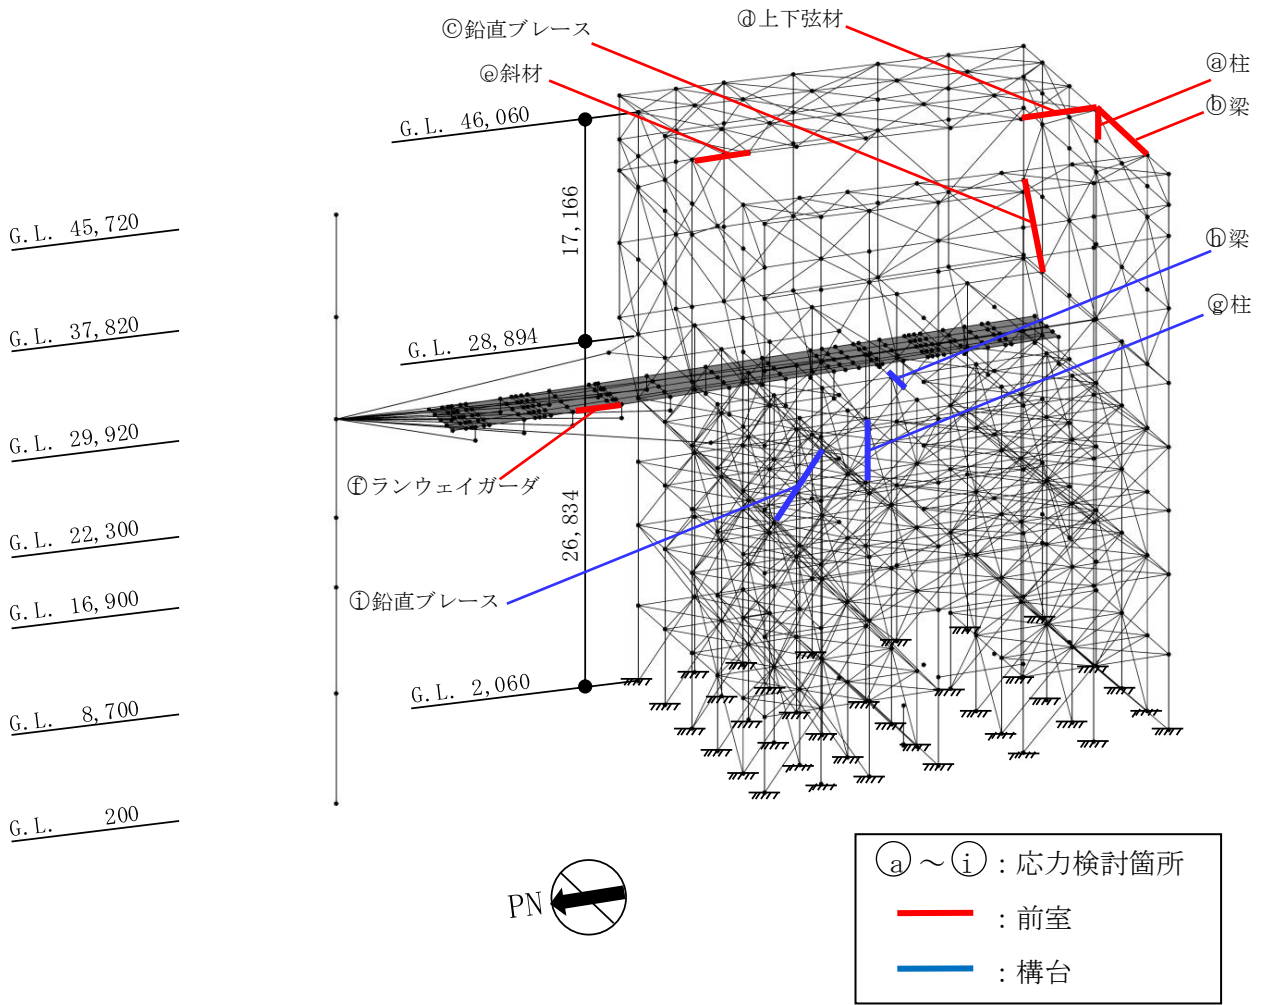 ⓓ上下弦材
ⓒ鉛直ブレース
ⓐ柱
ⓔ斜材
ⓑ梁
G.L. 46,060
17,166
G.L. 45,720
ⓗ梁
ⓖ柱
G.L. 37,820
G.L. 28,894
G.L. 29,920
ⓕランウェイガーダ
26,834
G.L. 22,300
G.L. 16,900
ⓘ鉛直ブレース
G.L. 2,060
G.L. 8,700
G.L. 200
ⓐ～ⓘ：応力検討箇所
PN
：前室
：構台